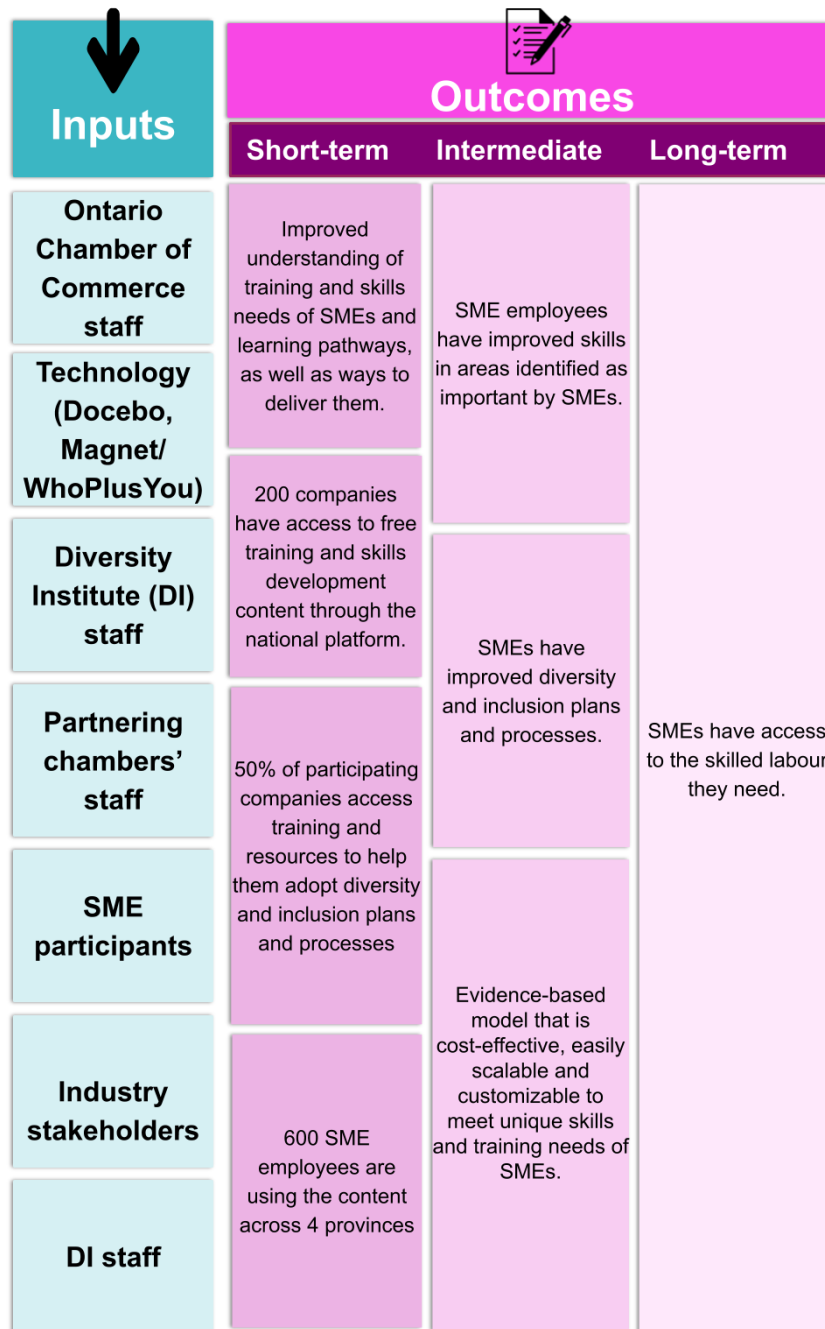 Inputs
Ontario
Chamber of
Commerce
staff
Technology
(Docebo,
Magnet/
WhoPlusYou)
Diversity
Institute (DI)
staff
Partnering
chambers’
staff
SME
participants
Industry
stakeholders
DI staff
Outcomes
Short-term
Improved
understanding of
training and skills
needs of SMEs and
learning pathways,
as well as ways to
deliver them.
200 companies
have access to free
training and skills
development
content through the
national platform.
50% of participating
companies access
training and
resources to help
them adopt diversity
and inclusion plans
and processes
600 SME
employees are
using the content
across 4 provinces
Intermediate
SME employees
have improved skills
in areas identified as
important by SMEs.
SMEs have
improved diversity
and inclusion plans
and processes.
Evidence-based
model that is
cost-effective, easily
scalable and
customizable to
meet unique skills
and training needs of
SMEs.
Long-term
SMEs have access
to the skilled labour
they need.